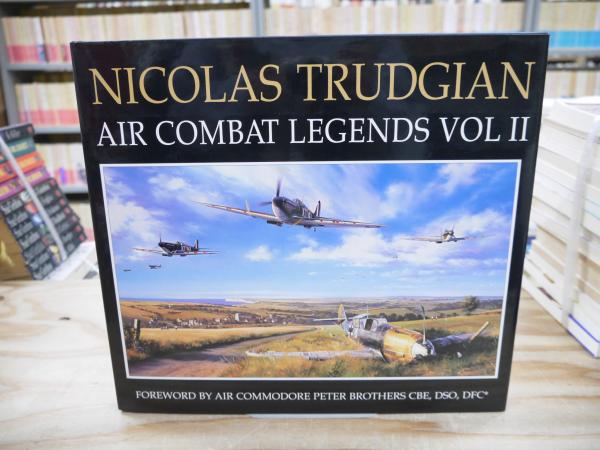 NICOLAS TRUDGIAN
AIR COMBAT LEGENDS VOL II
FOREWORD BY AIR COMMODORE PETER BROTHERS CBE, DSO, DFC*